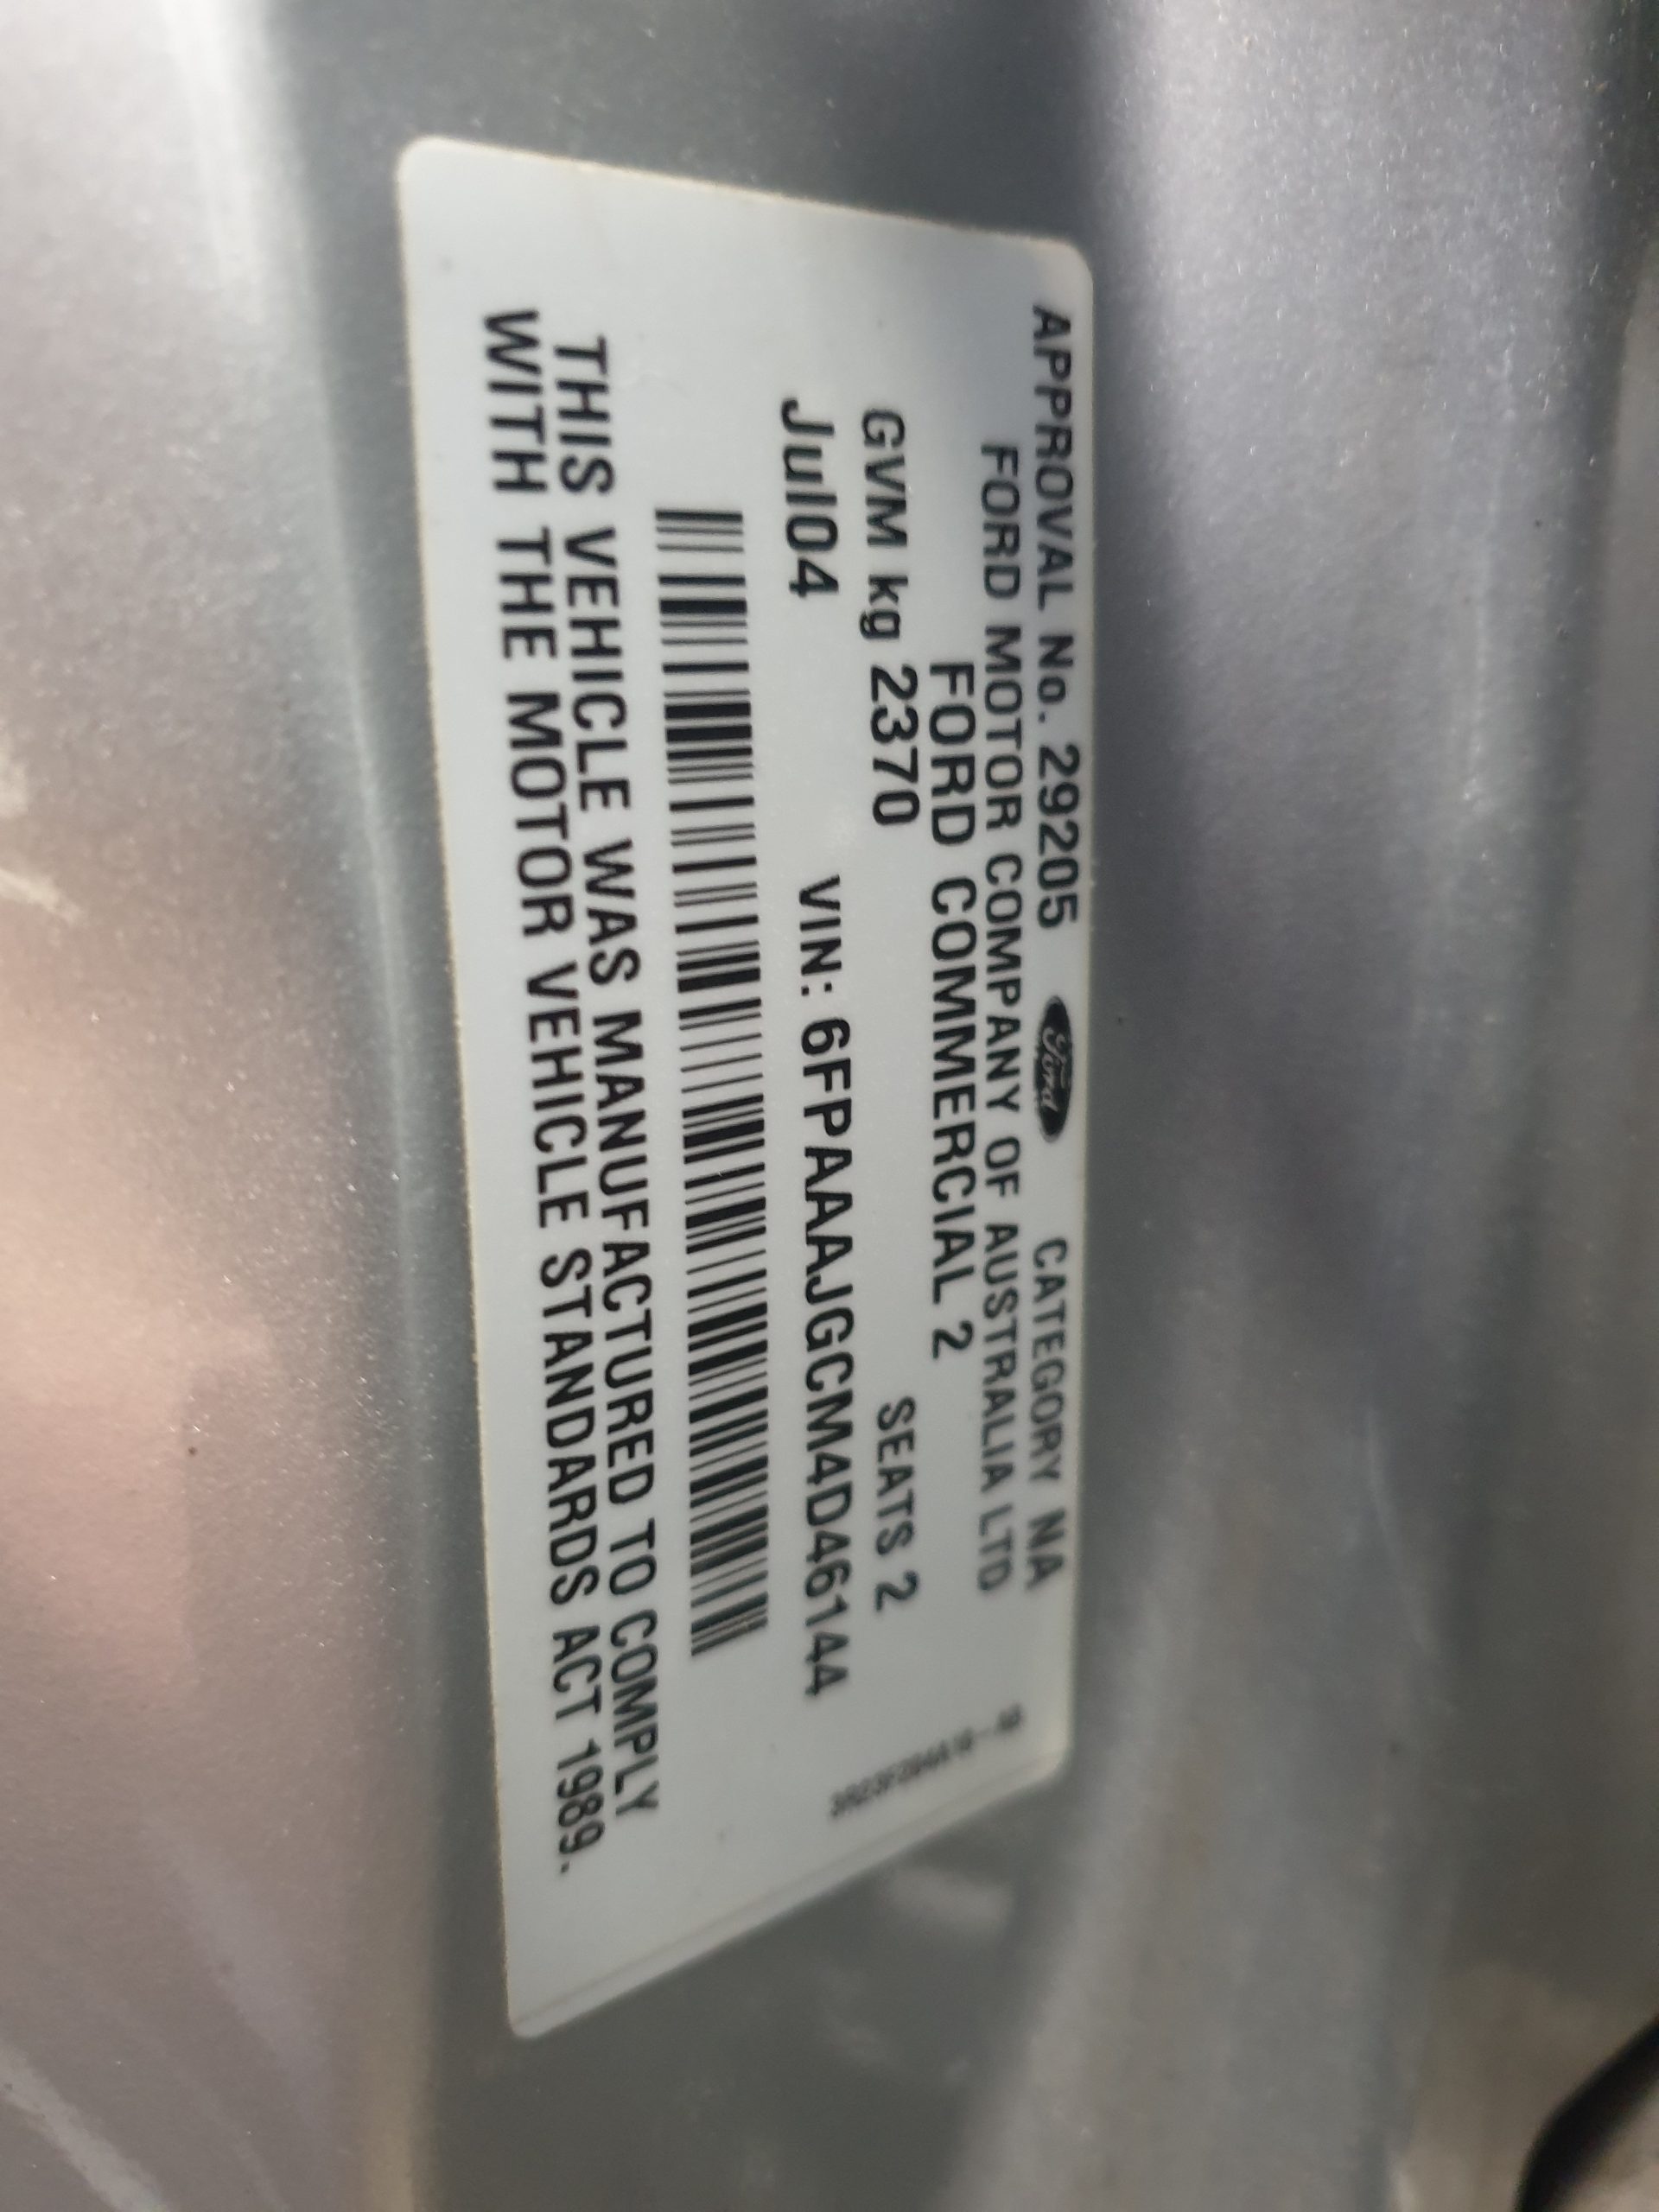 APPROVAL No. 29205 Ford CATEGORY NA
FORD MOTOR COMPANY OF AUSTRALIA LTD
FORD COMMERCIAL 2
GVM kg 2370 SEATS 2
Jul04 VIN: 6FPAAAJGCM4D46144
THIS VEHICLE WAS MANUFACTURED TO COMPLY
WITH THE MOTOR VEHICLE STANDARDS ACT 1989.